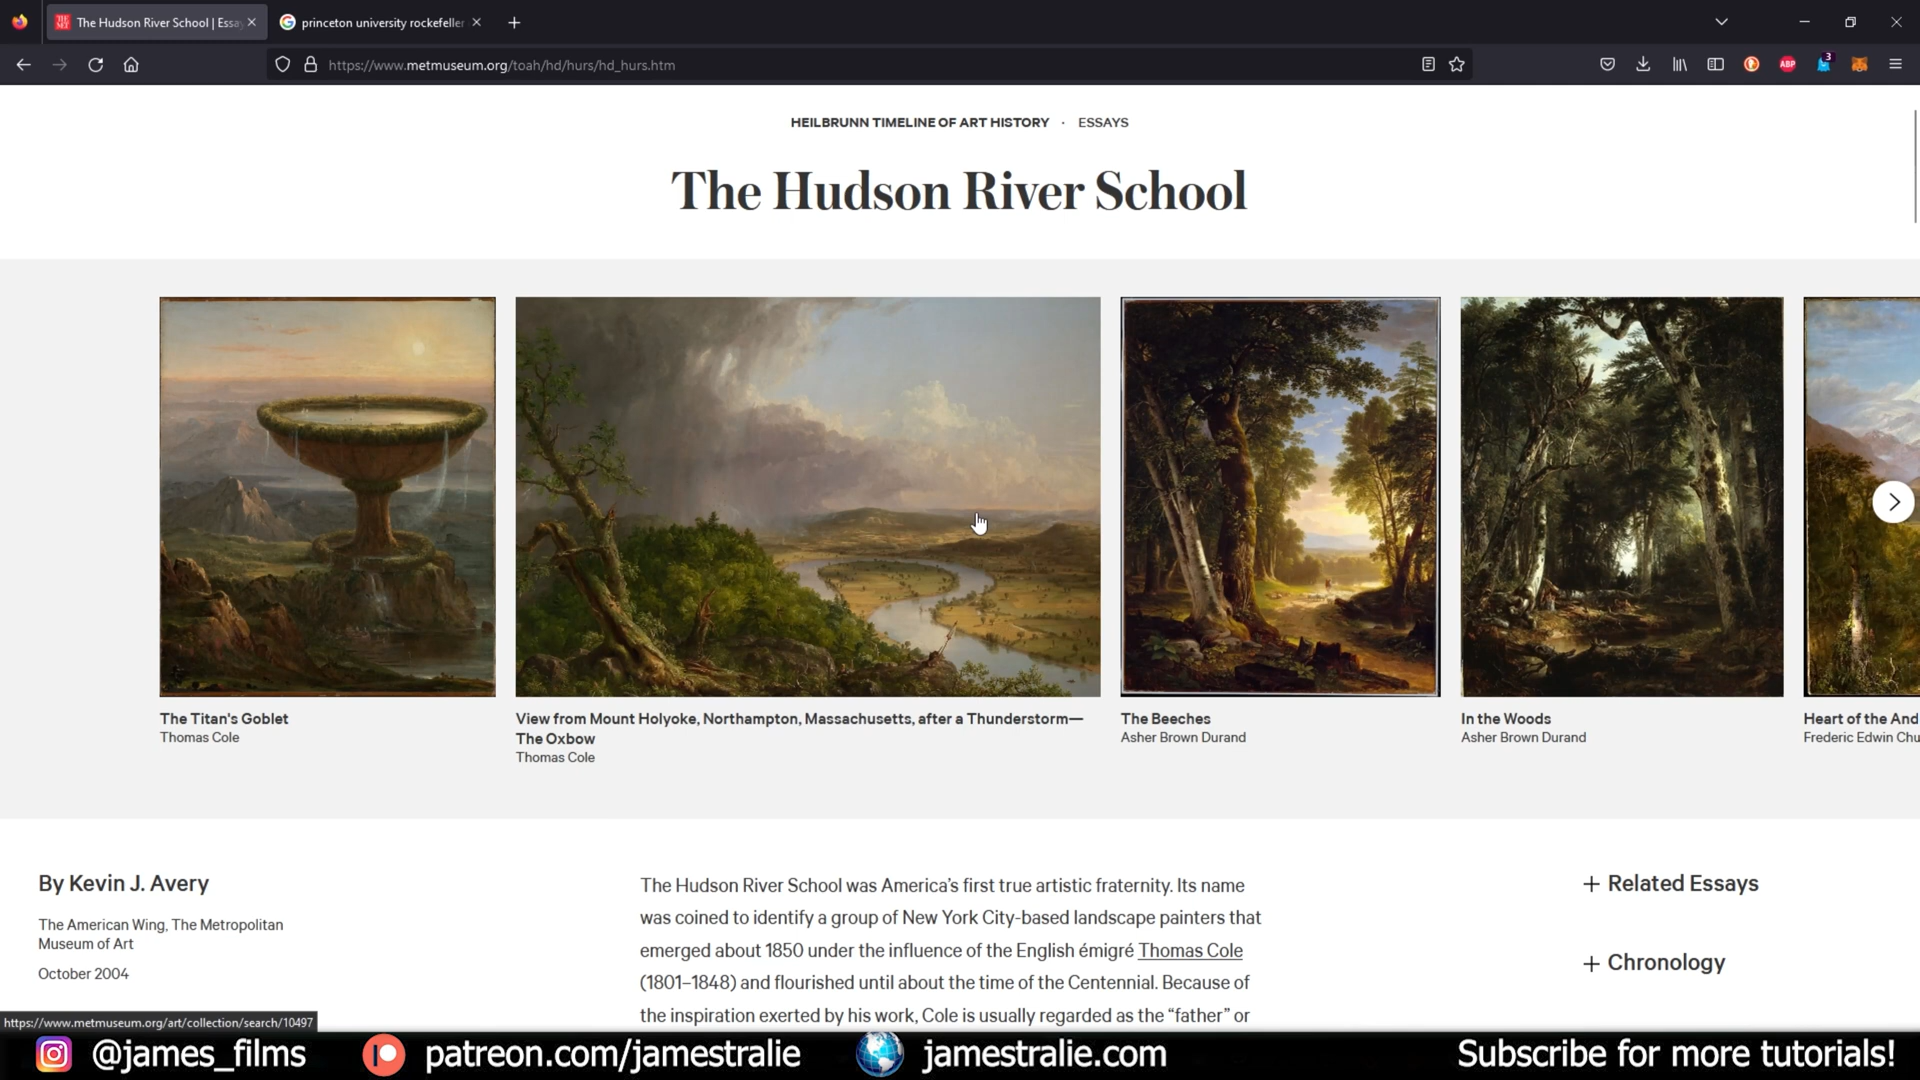 The Hudson River School | Essay
princeton university rockefeller
https://www.metmuseum.org/toah/hd/hurs/hd_hurs.htm
ABP
3
HEILBRUNN TIMELINE OF ART HISTORY · ESSAYS
The Hudson River School
The Titan's Goblet
Thomas Cole
View from Mount Holyoke, Northampton, Massachusetts, after a Thunderstorm—
The Oxbow
Thomas Cole
The Beeches
Asher Brown Durand
In the Woods
Asher Brown Durand
Heart of the And
Frederic Edwin Chu
By Kevin J. Avery
The American Wing, The Metropolitan
Museum of Art
October 2004
The Hudson River School was America's first true artistic fraternity. Its name
was coined to identify a group of New York City-based landscape painters that
emerged about 1850 under the influence of the English émigré Thomas Cole
(1801–1848) and flourished until about the time of the Centennial. Because of
the inspiration exerted by his work, Cole is usually regarded as the “father” or
+ Related Essays
+ Chronology
https://www.metmuseum.org/art/collection/search/10497
@james_films
patreon.com/jamestralie
jamestralie.com
Subscribe for more tutorials!